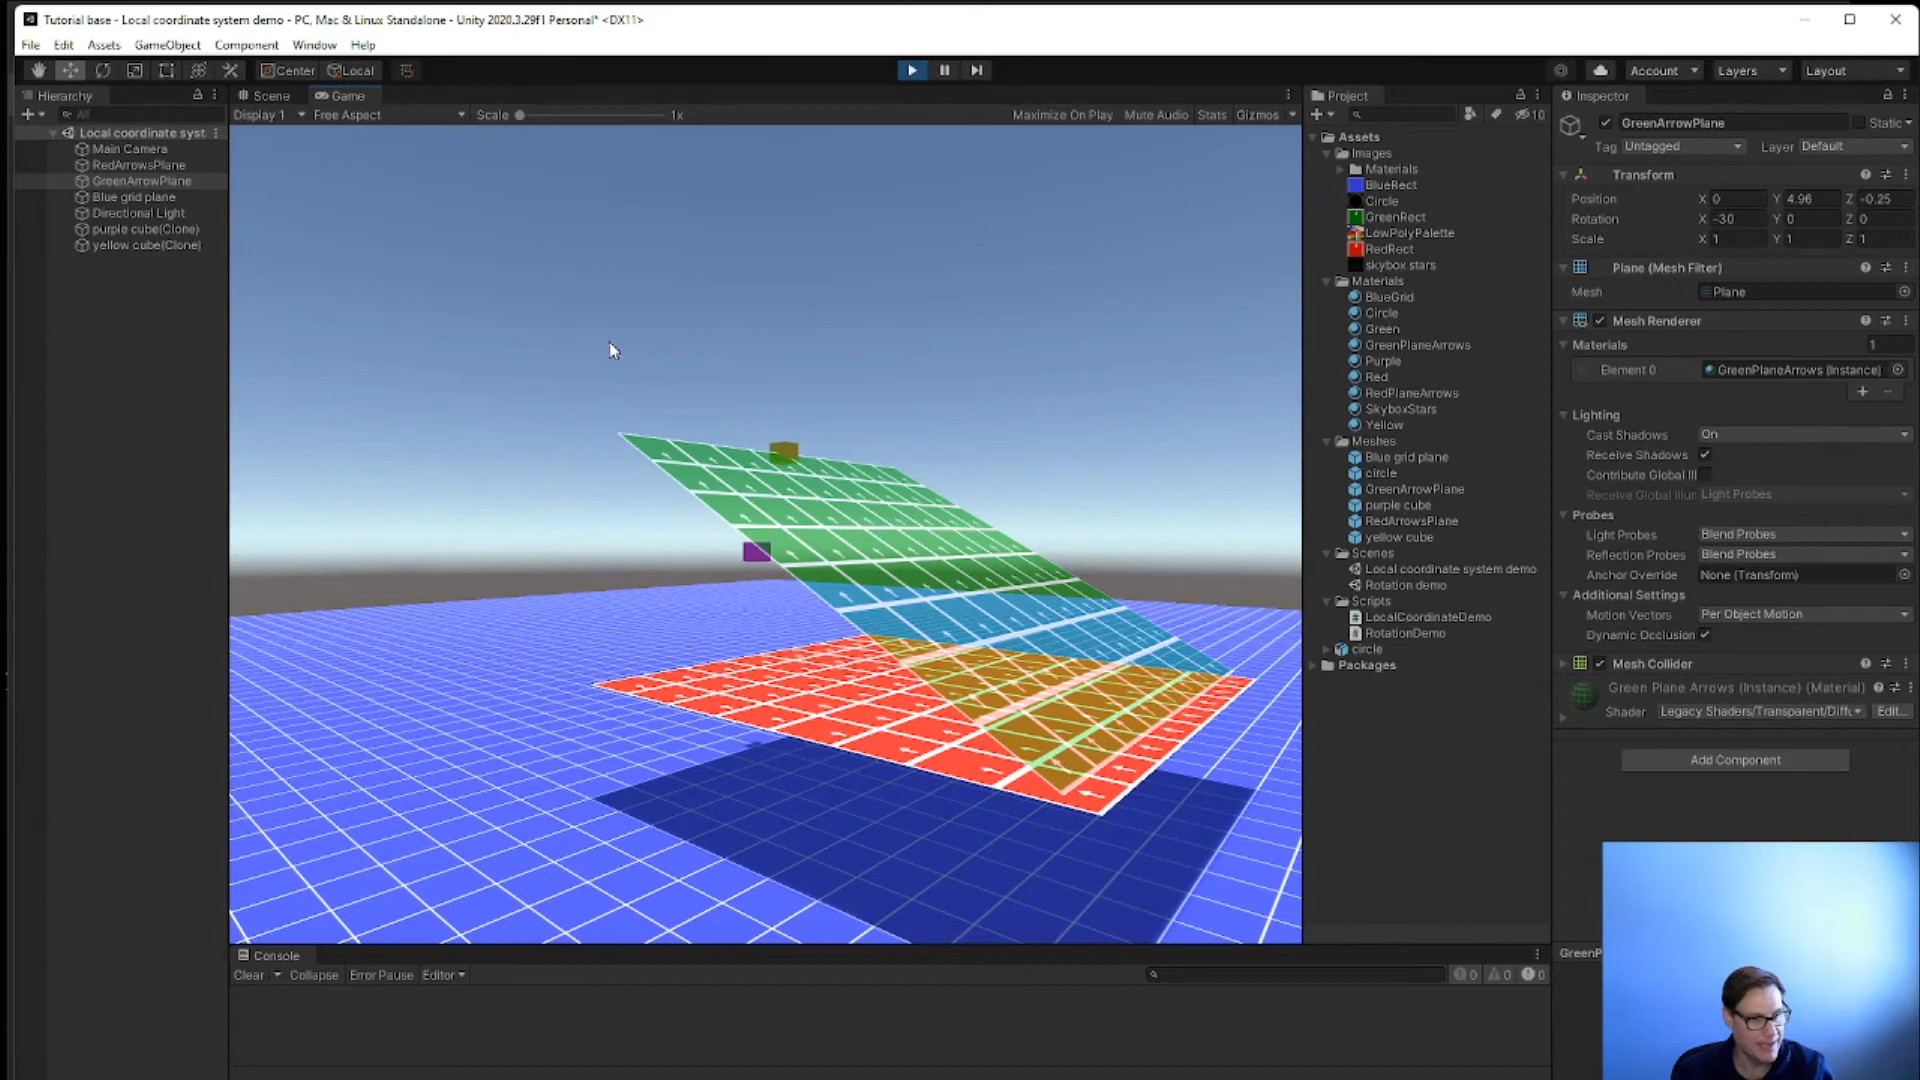 Tutorial base - Local coordinate system demo - PC, Mac & Linux Standalone - Unity 2020.3.29f1 Personal* <DX11>
File Edit Assets GameObject Component Window Help
Center Local
Account Layers Layout
Hierarchy
All
Local coordinate syst
Main Camera
RedArrowsPlane
GreenArrowPlane
Blue grid plane
Directional Light
purple cube(Clone)
yellow cube(Clone)
Scene Game
Display 1 Free Aspect Scale 1x Maximize On Play Mute Audio Stats Gizmos
Console
Clear Collapse Error Pause Editor
0 0 0
Project
10
Assets
Images
Materials
BlueRect
Circle
GreenRect
LowPolyPalette
RedRect
skybox stars
Materials
BlueGrid
Circle
Green
GreenPlaneArrows
Purple
Red
RedPlaneArrows
SkyboxStars
Yellow
Meshes
Blue grid plane
circle
GreenArrowPlane
purple cube
RedArrowsPlane
yellow cube
Scenes
Local coordinate system demo
Rotation demo
Scripts
LocalCoordinateDemo
RotationDemo
circle
Packages
Inspector
GreenArrowPlane Static
Tag Untagged Layer Default
Transform
Position X 0 Y 4.96 Z -0.25
Rotation X -30 Y 0 Z 0
Scale X 1 Y 1 Z 1
Plane (Mesh Filter)
Mesh Plane
Mesh Renderer
Materials 1
Element 0 GreenPlaneArrows (Instance)
Lighting
Cast Shadows On
Receive Shadows
Contribute Global Ill
Receive Global Illur Light Probes
Probes
Light Probes Blend Probes
Reflection Probes Blend Probes
Anchor Override None (Transform)
Additional Settings
Motion Vectors Per Object Motion
Dynamic Occlusion
Mesh Collider
Green Plane Arrows (Instance) (Material)
Shader Legacy Shaders/Transparent/Diffu Edit...
Add Component
GreenP